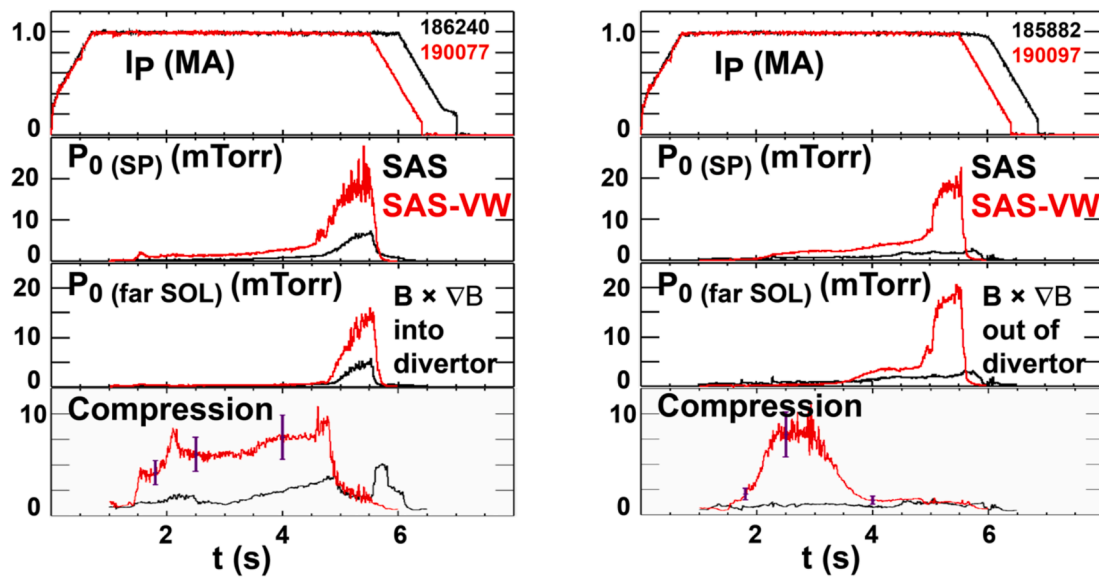 1.0
Iₚ (MA)
186240
190077
0
P₀ (SP) (mTorr)
20
10
0
SAS
SAS-VW
P₀ (far SOL) (mTorr)
20
10
0
B × ∇B
into
divertor
Compression
10
0
2 4 6
t (s)
1.0
Iₚ (MA)
185882
190097
0
P₀ (SP) (mTorr)
20
10
0
SAS
SAS-VW
P₀ (far SOL) (mTorr)
20
10
0
B × ∇B
out of
divertor
Compression
10
0
2 4 6
t (s)